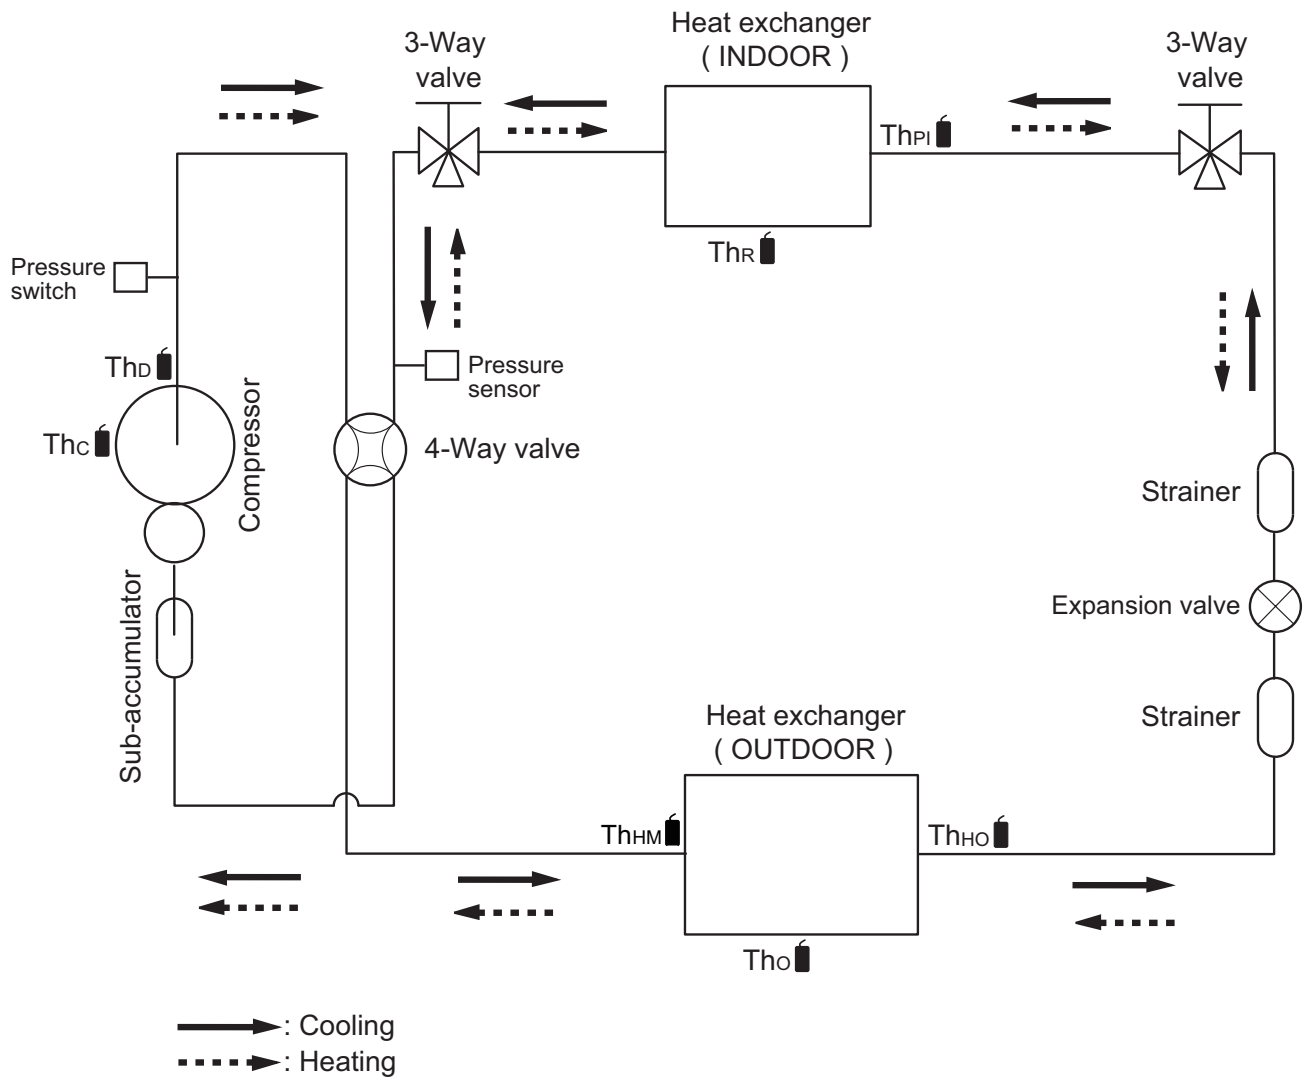 Heat exchanger
( INDOOR )
3-Way
valve
3-Way
valve
ThPI
ThR
Pressure
switch
ThD
Pressure
sensor
ThC
Compressor
4-Way valve
Strainer
Expansion valve
Sub-accumulator
Strainer
Heat exchanger
( OUTDOOR )
ThHM
ThHO
ThO
: Cooling
: Heating